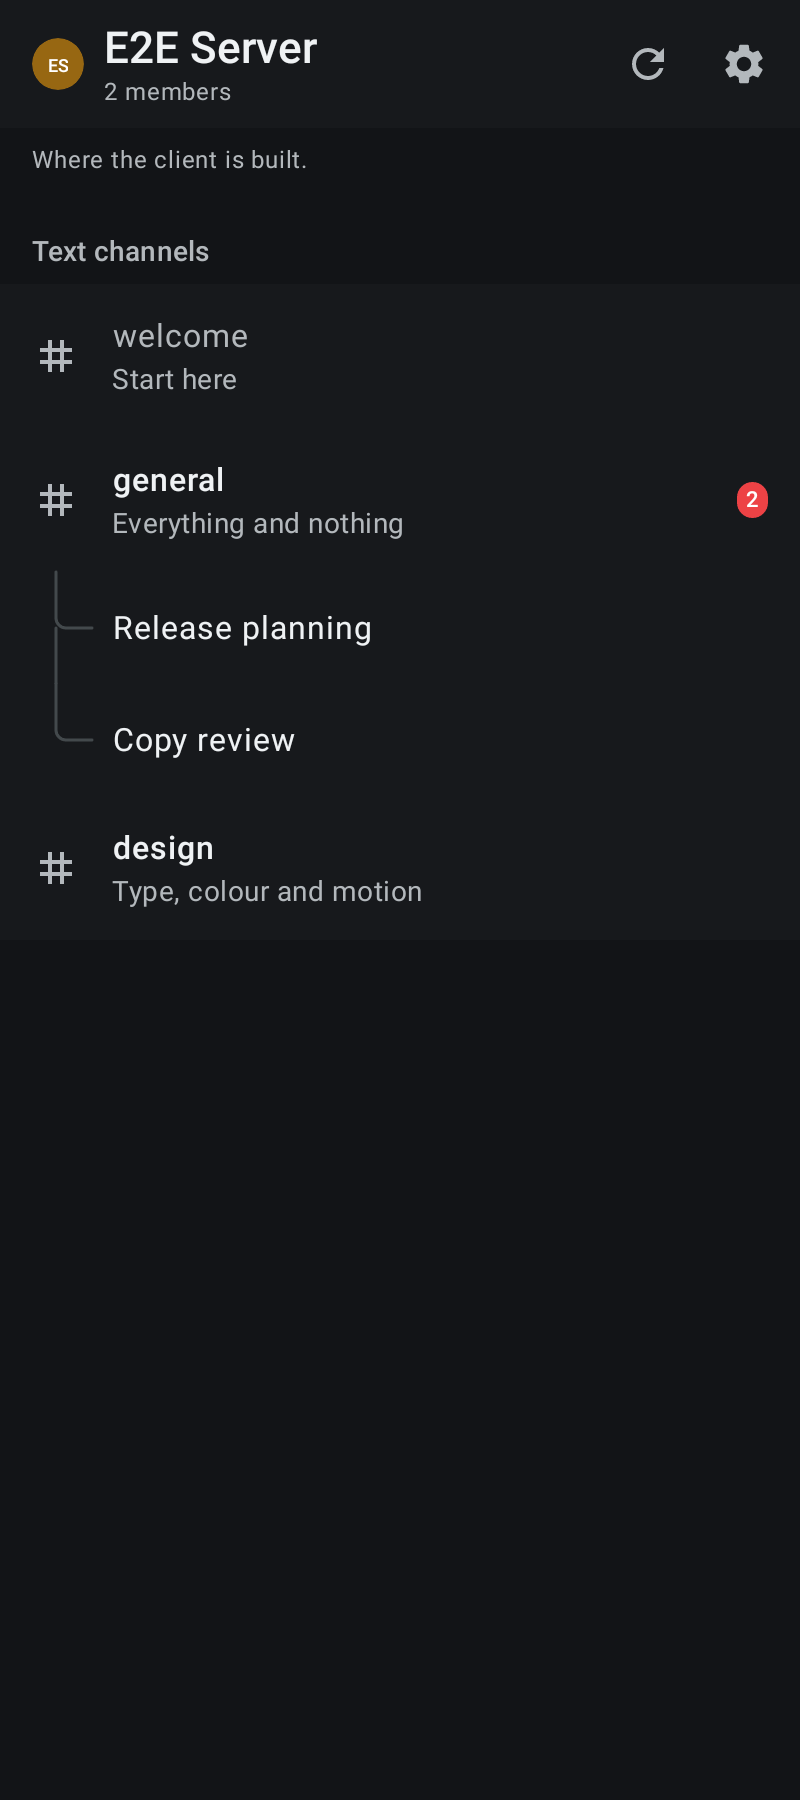 ES
E2E Server
2 members
Where the client is built.
Text channels
welcome
Start here
general
Everything and nothing
2
Release planning
Copy review
design
Type, colour and motion